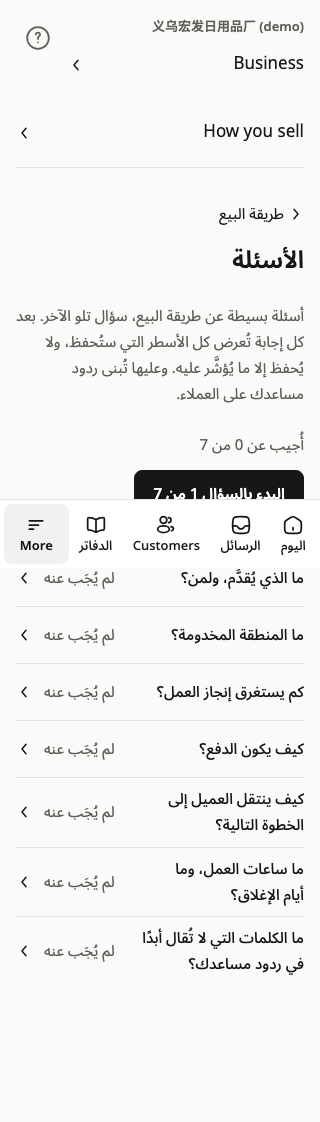 义乌宏发日用品厂 (demo)
Business
How you sell
طريقة البيع
الأسئلة
أسئلة بسيطة عن طريقة البيع، سؤال تلو الآخر. بعد
كل إجابة تُعرض كل الأسطر التي ستُحفظ، ولا
يُحفظ إلا ما يُؤشَّر عليه. وعليها تُبنى ردود
مساعدك على العملاء.
أُجيب عن 0 من 7
البدء بالسؤال 1 من 7
اليوم
الرسائل
Customers
الدفاتر
More
ما الذي يُقدَّم، ولمن؟ لم يُجَب عنه
ما المنطقة المخدومة؟ لم يُجَب عنه
كم يستغرق إنجاز العمل؟ لم يُجَب عنه
كيف يكون الدفع؟ لم يُجَب عنه
كيف ينتقل العميل إلى
الخطوة التالية؟
لم يُجَب عنه
ما ساعات العمل، وما
أيام الإغلاق؟
لم يُجَب عنه
ما الكلمات التي لا تُقال أبدًا
في ردود مساعدك؟
لم يُجَب عنه